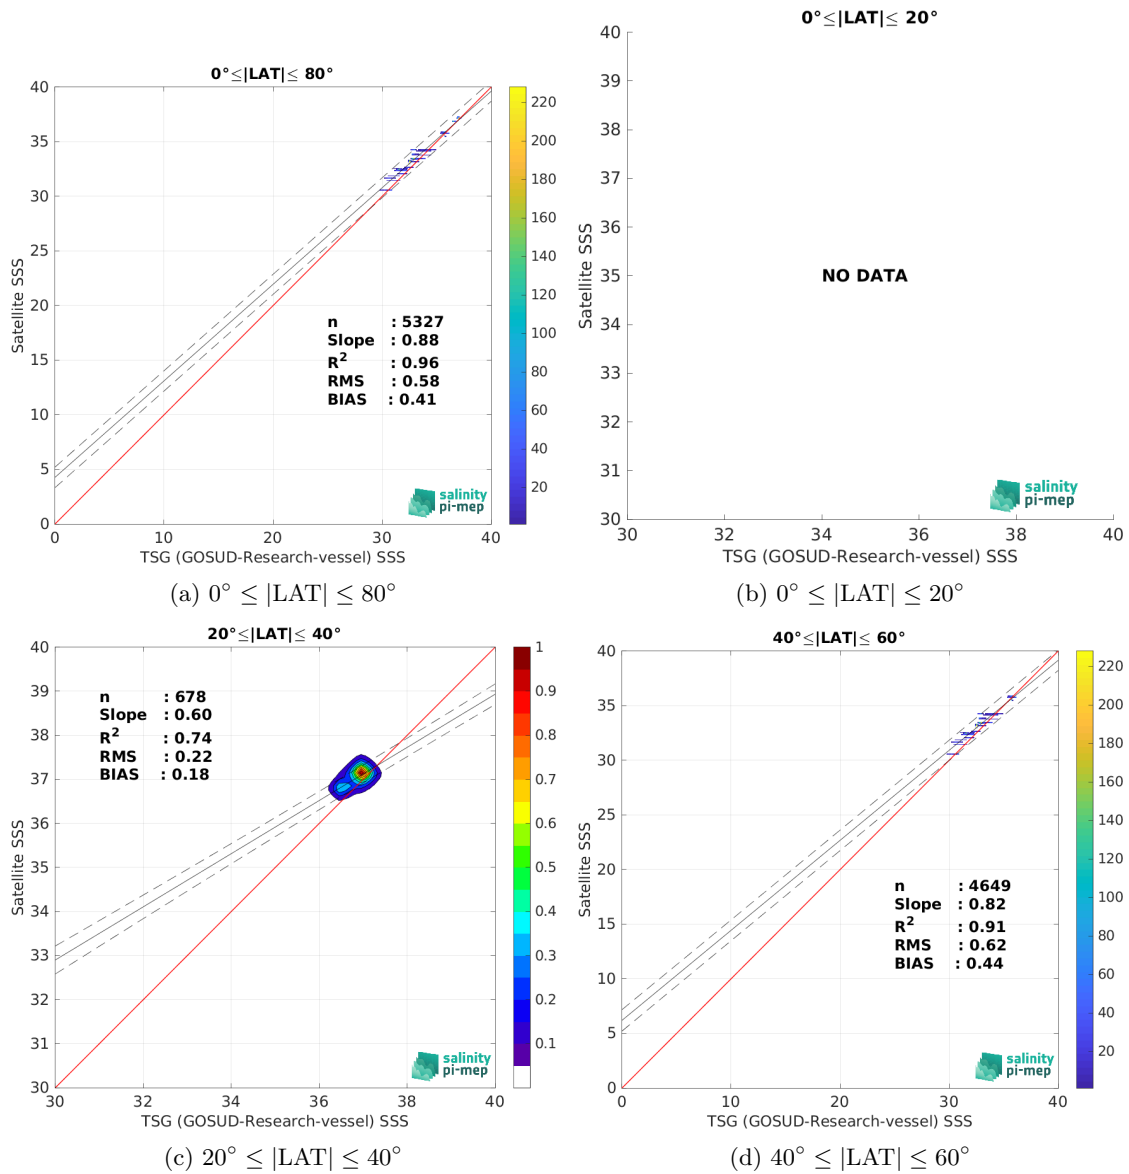 0°≤|LAT|≤ 80°
40
35
30
25
20
15
10
5
0
0
10
20
30
40
Satellite SSS
TSG (GOSUD-Research-vessel) SSS
n : 5327
Slope : 0.88
R² : 0.96
RMS : 0.58
BIAS : 0.41
salinity
pi-mep
220
200
180
160
140
120
100
80
60
40
20
(a) 0° ≤ |LAT| ≤ 80°
0°≤|LAT|≤ 20°
40
39
38
37
36
35
34
33
32
31
30
30
32
34
36
38
40
Satellite SSS
TSG (GOSUD-Research-vessel) SSS
NO DATA
salinity
pi-mep
(b) 0° ≤ |LAT| ≤ 20°
20°≤|LAT|≤ 40°
40
39
38
37
36
35
34
33
32
31
30
30
32
34
36
38
40
Satellite SSS
TSG (GOSUD-Research-vessel) SSS
n : 678
Slope : 0.60
R² : 0.74
RMS : 0.22
BIAS : 0.18
salinity
pi-mep
1
0.9
0.8
0.7
0.6
0.5
0.4
0.3
0.2
0.1
(c) 20° ≤ |LAT| ≤ 40°
40°≤|LAT|≤ 60°
40
35
30
25
20
15
10
5
0
0
10
20
30
40
Satellite SSS
TSG (GOSUD-Research-vessel) SSS
n : 4649
Slope : 0.82
R² : 0.91
RMS : 0.62
BIAS : 0.44
salinity
pi-mep
220
200
180
160
140
120
100
80
60
40
20
(d) 40° ≤ |LAT| ≤ 60°